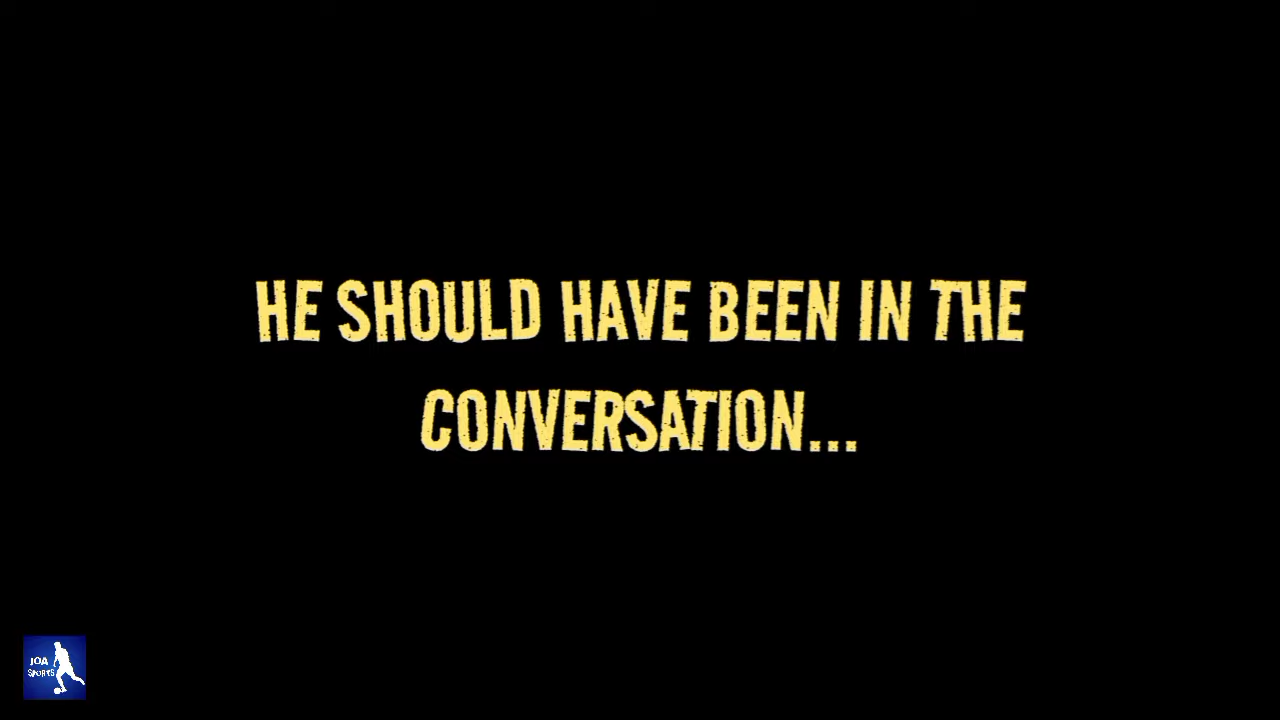 HE SHOULD HAVE BEEN IN THE
CONVERSATION...
JOA
SPORTS